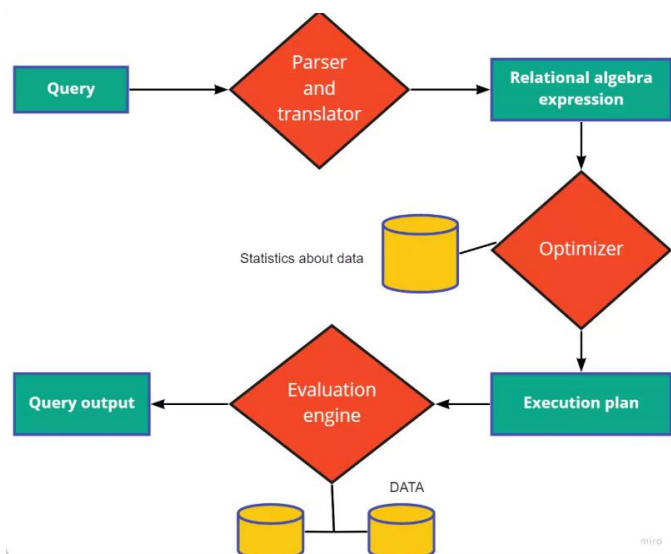 Query
Parser
and
translator
Relational algebra
expression
Statistics about data
Optimizer
Query output
Evaluation
engine
Execution plan
DATA
miro